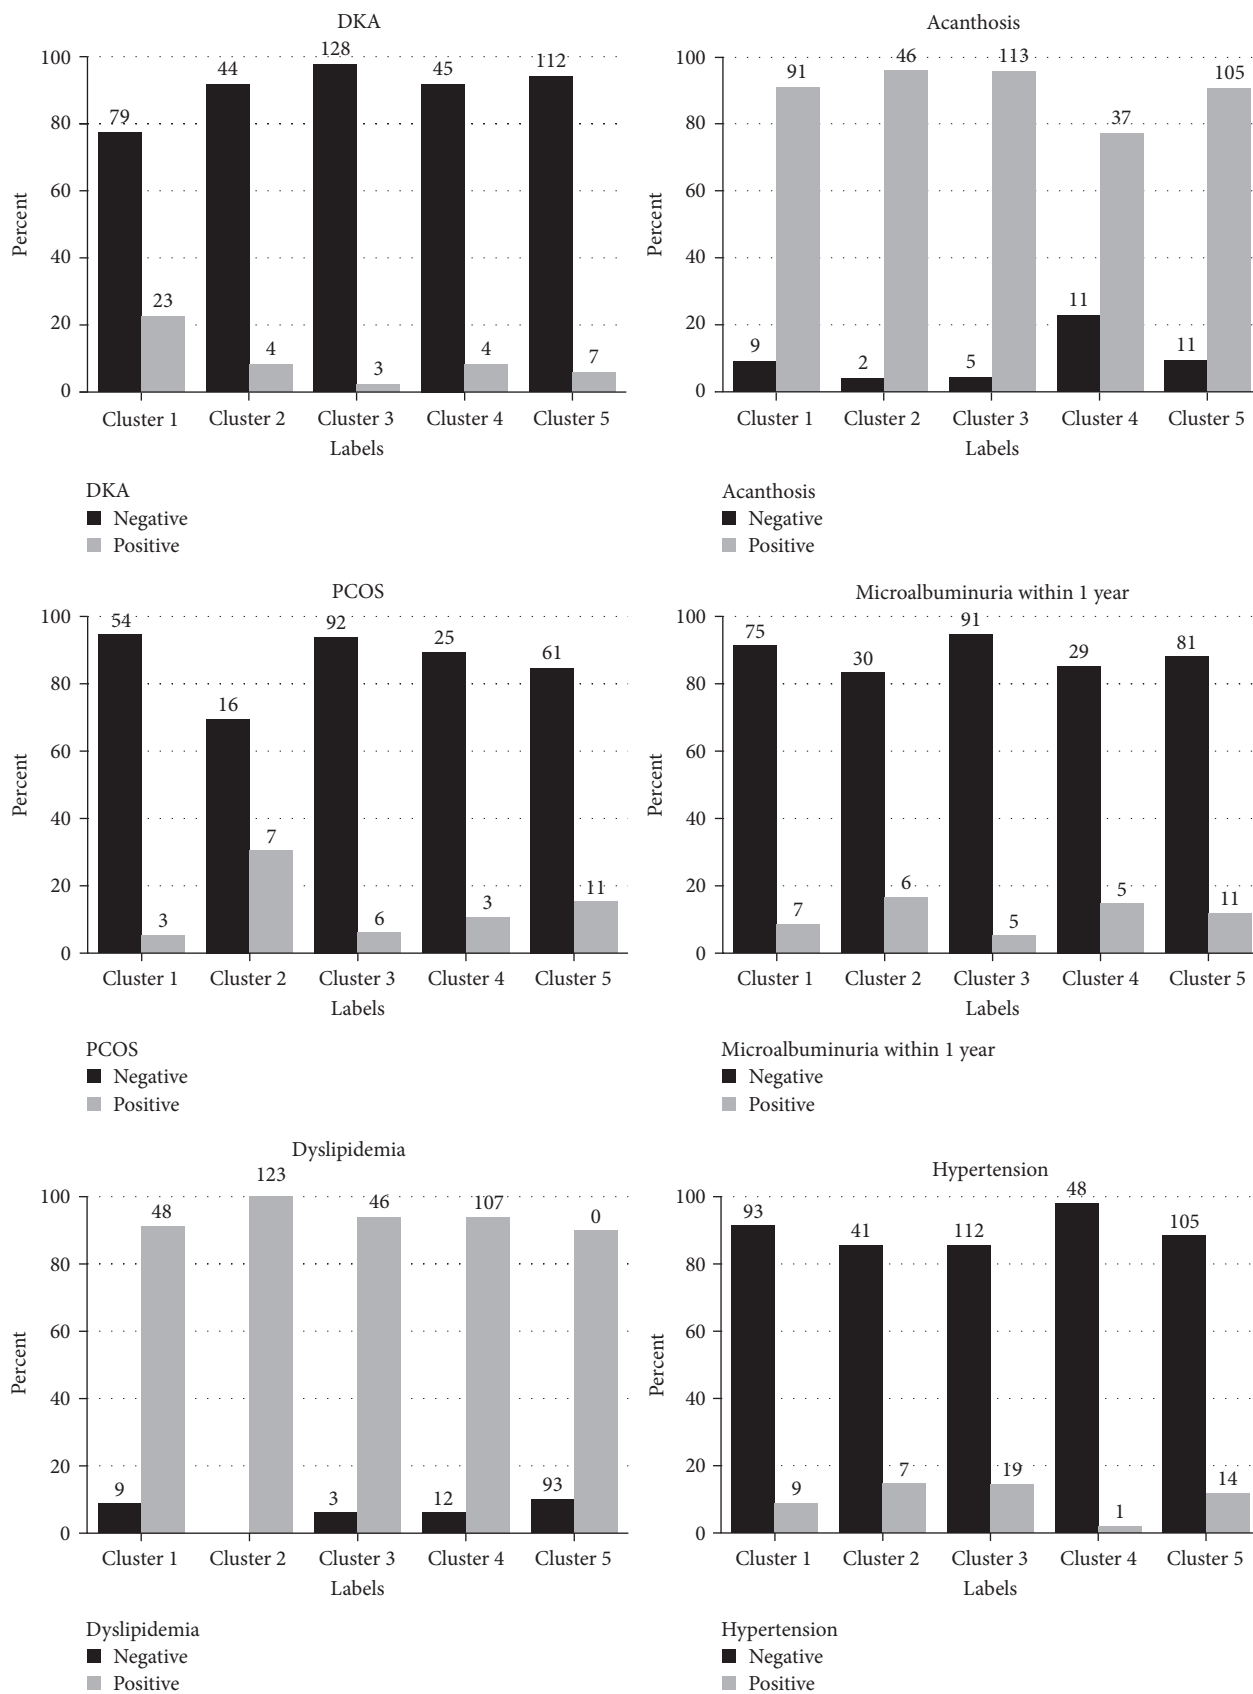 DKA
100
80
60
40
20
0
Percent
79
23
44
4
128
3
45
4
112
7
Cluster 1
Cluster 2
Cluster 3
Cluster 4
Cluster 5
Labels
DKA
Negative
Positive
Acanthosis
100
80
60
40
20
0
Percent
9
91
2
46
5
113
11
37
11
105
Cluster 1
Cluster 2
Cluster 3
Cluster 4
Cluster 5
Labels
Acanthosis
Negative
Positive
PCOS
100
80
60
40
20
0
Percent
54
3
16
7
92
6
25
3
61
11
Cluster 1
Cluster 2
Cluster 3
Cluster 4
Cluster 5
Labels
PCOS
Negative
Positive
Microalbuminuria within 1 year
100
80
60
40
20
0
Percent
75
7
30
6
91
5
29
5
81
11
Cluster 1
Cluster 2
Cluster 3
Cluster 4
Cluster 5
Labels
Microalbuminuria within 1 year
Negative
Positive
Dyslipidemia
100
80
60
40
20
0
Percent
9
48
123
3
46
12
107
93
0
Cluster 1
Cluster 2
Cluster 3
Cluster 4
Cluster 5
Labels
Dyslipidemia
Negative
Positive
Hypertension
100
80
60
40
20
0
Percent
93
9
41
7
112
19
48
1
105
14
Cluster 1
Cluster 2
Cluster 3
Cluster 4
Cluster 5
Labels
Hypertension
Negative
Positive